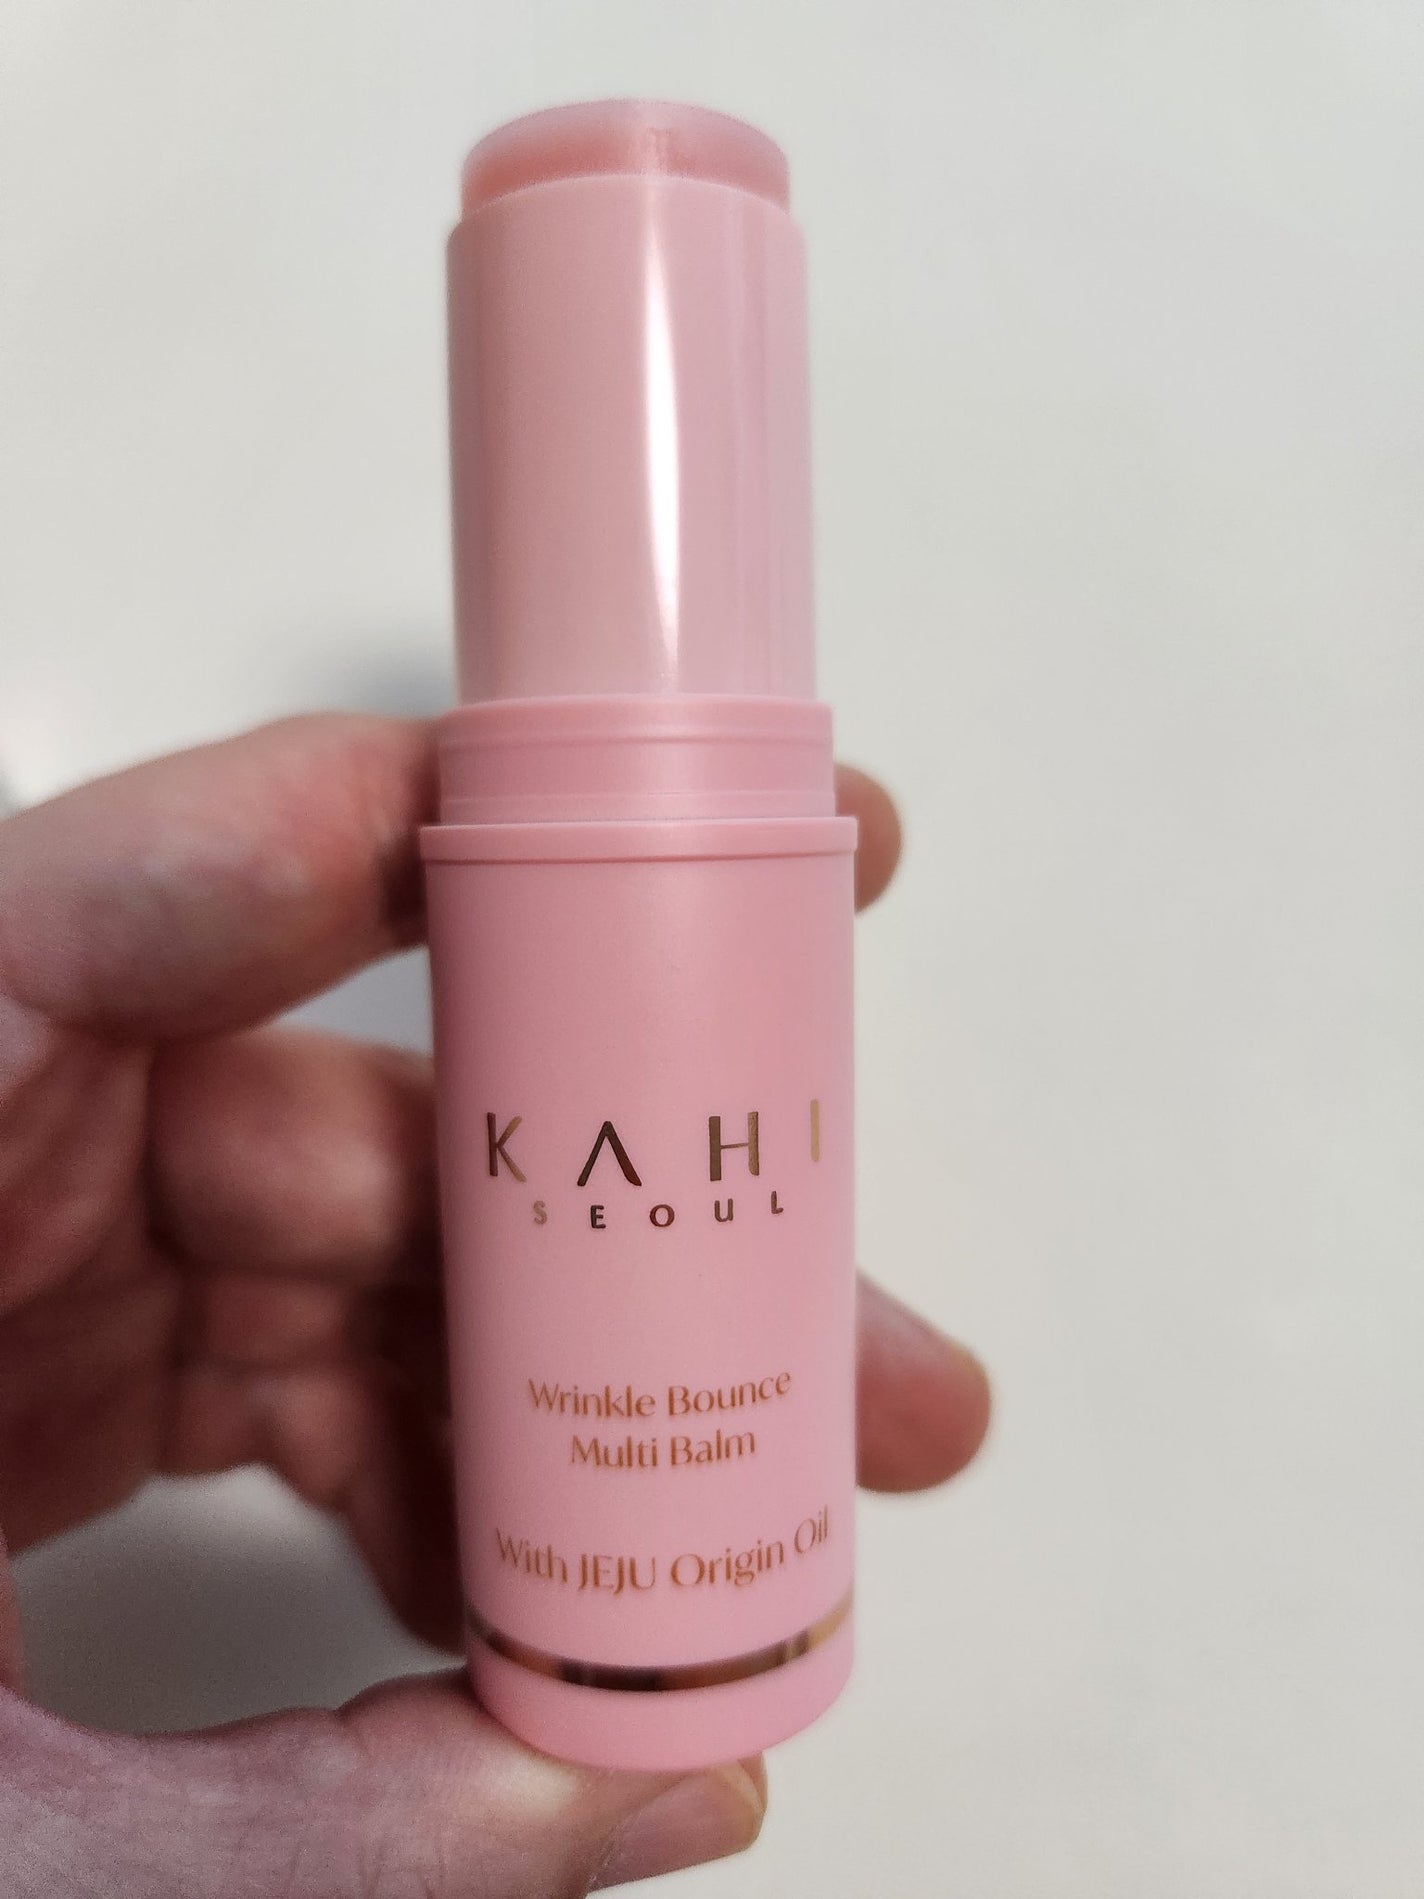 KAHI
SEOUL
Wrinkle Bounce
Multi Balm
With JEJU Origin Oil